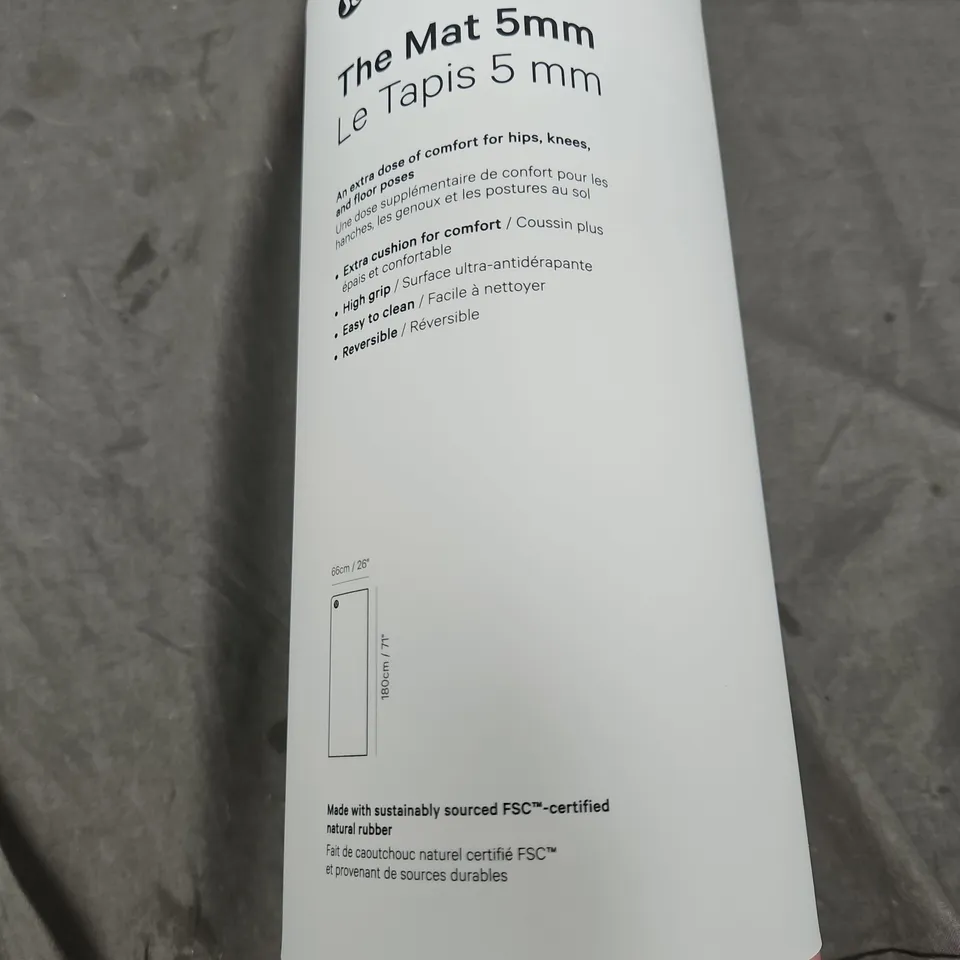 The Mat 5mm
Le Tapis 5 mm
An extra dose of comfort for hips, knees,
and floor poses
Une dose supplémentaire de confort pour les
hanches, les genoux et les postures au sol
• Extra cushion for comfort / Coussin plus
épais et confortable
• High grip / Surface ultra-antidérapante
• Easy to clean / Facile à nettoyer
• Reversible / Réversible
66cm / 26"
180cm / 71"
Made with sustainably sourced FSC™-certified
natural rubber
Fait de caoutchouc naturel certifié FSC™
et provenant de sources durables